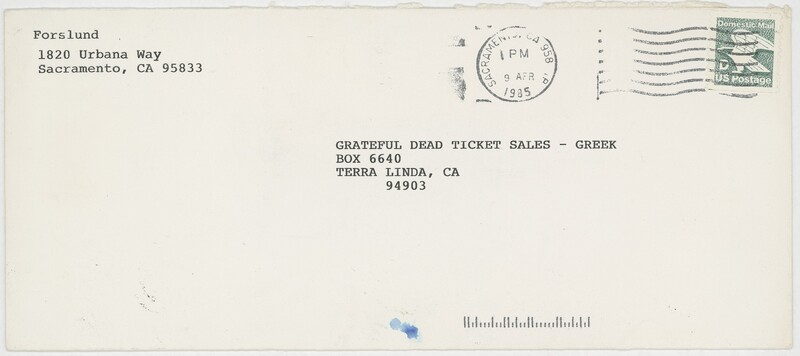 Forslund
1820 Urbana Way
Sacramento, CA 95833
SACRAMENTO, CA 958
1 PM
9 APR
1985
Domestic Mail
D
US Postage
GRATEFUL DEAD TICKET SALES - GREEK
BOX 6640
TERRA LINDA, CA
94903